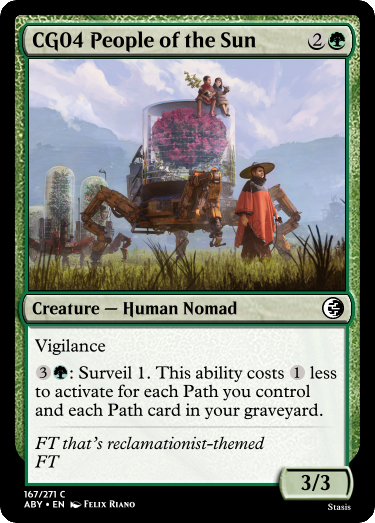 CG04 People of the Sun 2
Creature — Human Nomad
Vigilance
3 : Surveil 1. This ability costs 1 less
to activate for each Path you control
and each Path card in your graveyard.
FT that's reclamationist-themed
FT
3/3
167/271 C
ABY • EN Felix Riano
Stasis